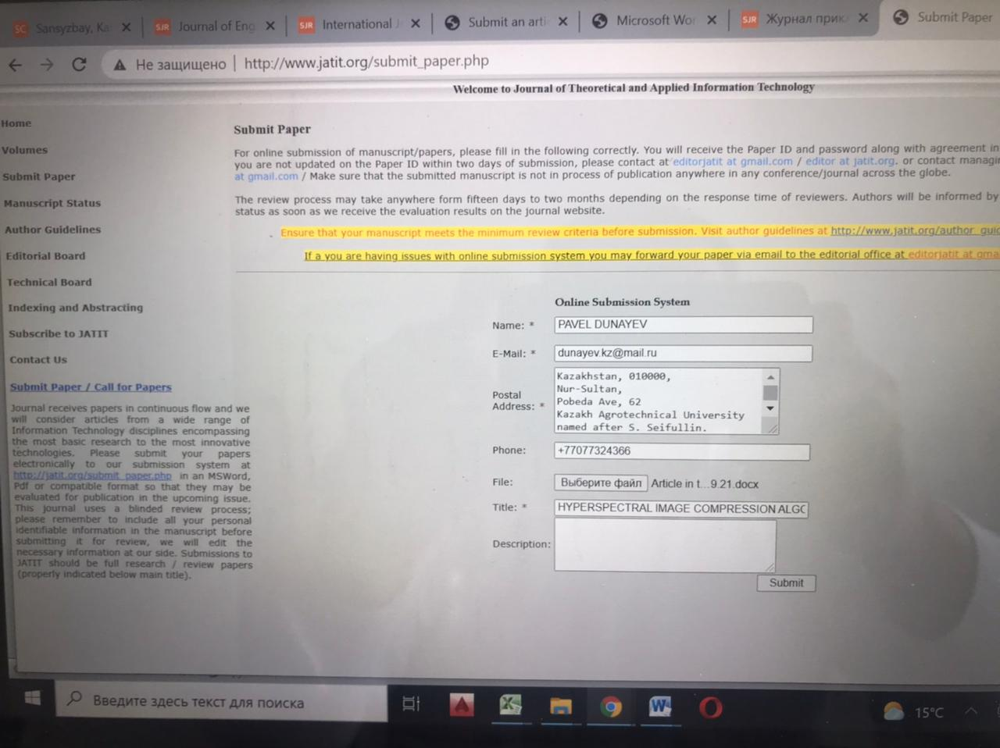 Sansyzbay, Ka
Journal of Eng
International J
Submit an arti
Microsoft Wor
Журнал прик
Submit Paper
Не защищено | http://www.jatit.org/submit_paper.php
Welcome to Journal of Theoretical and Applied Information Technology
Home
Volumes
Submit Paper
Manuscript Status
Author Guidelines
Editorial Board
Technical Board
Indexing and Abstracting
Subscribe to JATIT
Contact Us
Submit Paper / Call for Papers
Journal receives papers in continuous flow and we
will consider articles from a wide range of
Information Technology disciplines encompassing
the most basic research to the most innovative
technologies. Please submit your papers
electronically to our submission system at
http://jatit.org/submit_paper.php in an MSWord,
Pdf or compatible format so that they may be
evaluated for publication in the upcoming issue.
This journal uses a blinded review process;
please remember to include all your personal
identifiable information in the manuscript before
submitting it for review, we will edit the
necessary information at our side. Submissions to
JATIT should be full research / review papers
(properly indicated below main title).
Submit Paper
For online submission of manuscript/papers, please fill in the following correctly. You will receive the Paper ID and password along with agreement in
you are not updated on the Paper ID within two days of submission, please contact at editorjatit at gmail.com / editor at jatit.org. or contact managi
at gmail.com / Make sure that the submitted manuscript is not in process of publication anywhere in any conference/journal across the globe.
The review process may take anywhere form fifteen days to two months depending on the response time of reviewers. Authors will be informed by
status as soon as we receive the evaluation results on the journal website.
Ensure that your manuscript meets the minimum review criteria before submission. Visit author guidelines at http://www.jatit.org/author_guid
If a you are having issues with online submission system you may forward your paper via email to the editorial office at editorjatit at gma
Online Submission System
Name: * PAVEL DUNAYEV
E-Mail: * dunayev.kz@mail.ru
Postal
Address: *
Kazakhstan, 010000,
Nur-Sultan,
Pobeda Ave, 62
Kazakh Agrotechnical University
named after S. Seifullin.
Phone: +77077324366
File: Выберите файл Article in t...9.21.docx
Title: * HYPERSPECTRAL IMAGE COMPRESSION ALGO
Description:
Submit
Введите здесь текст для поиска
15°C